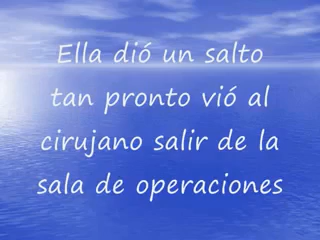 Ella dió un salto
tan pronto vió al
cirujano salir de la
sala de operaciones